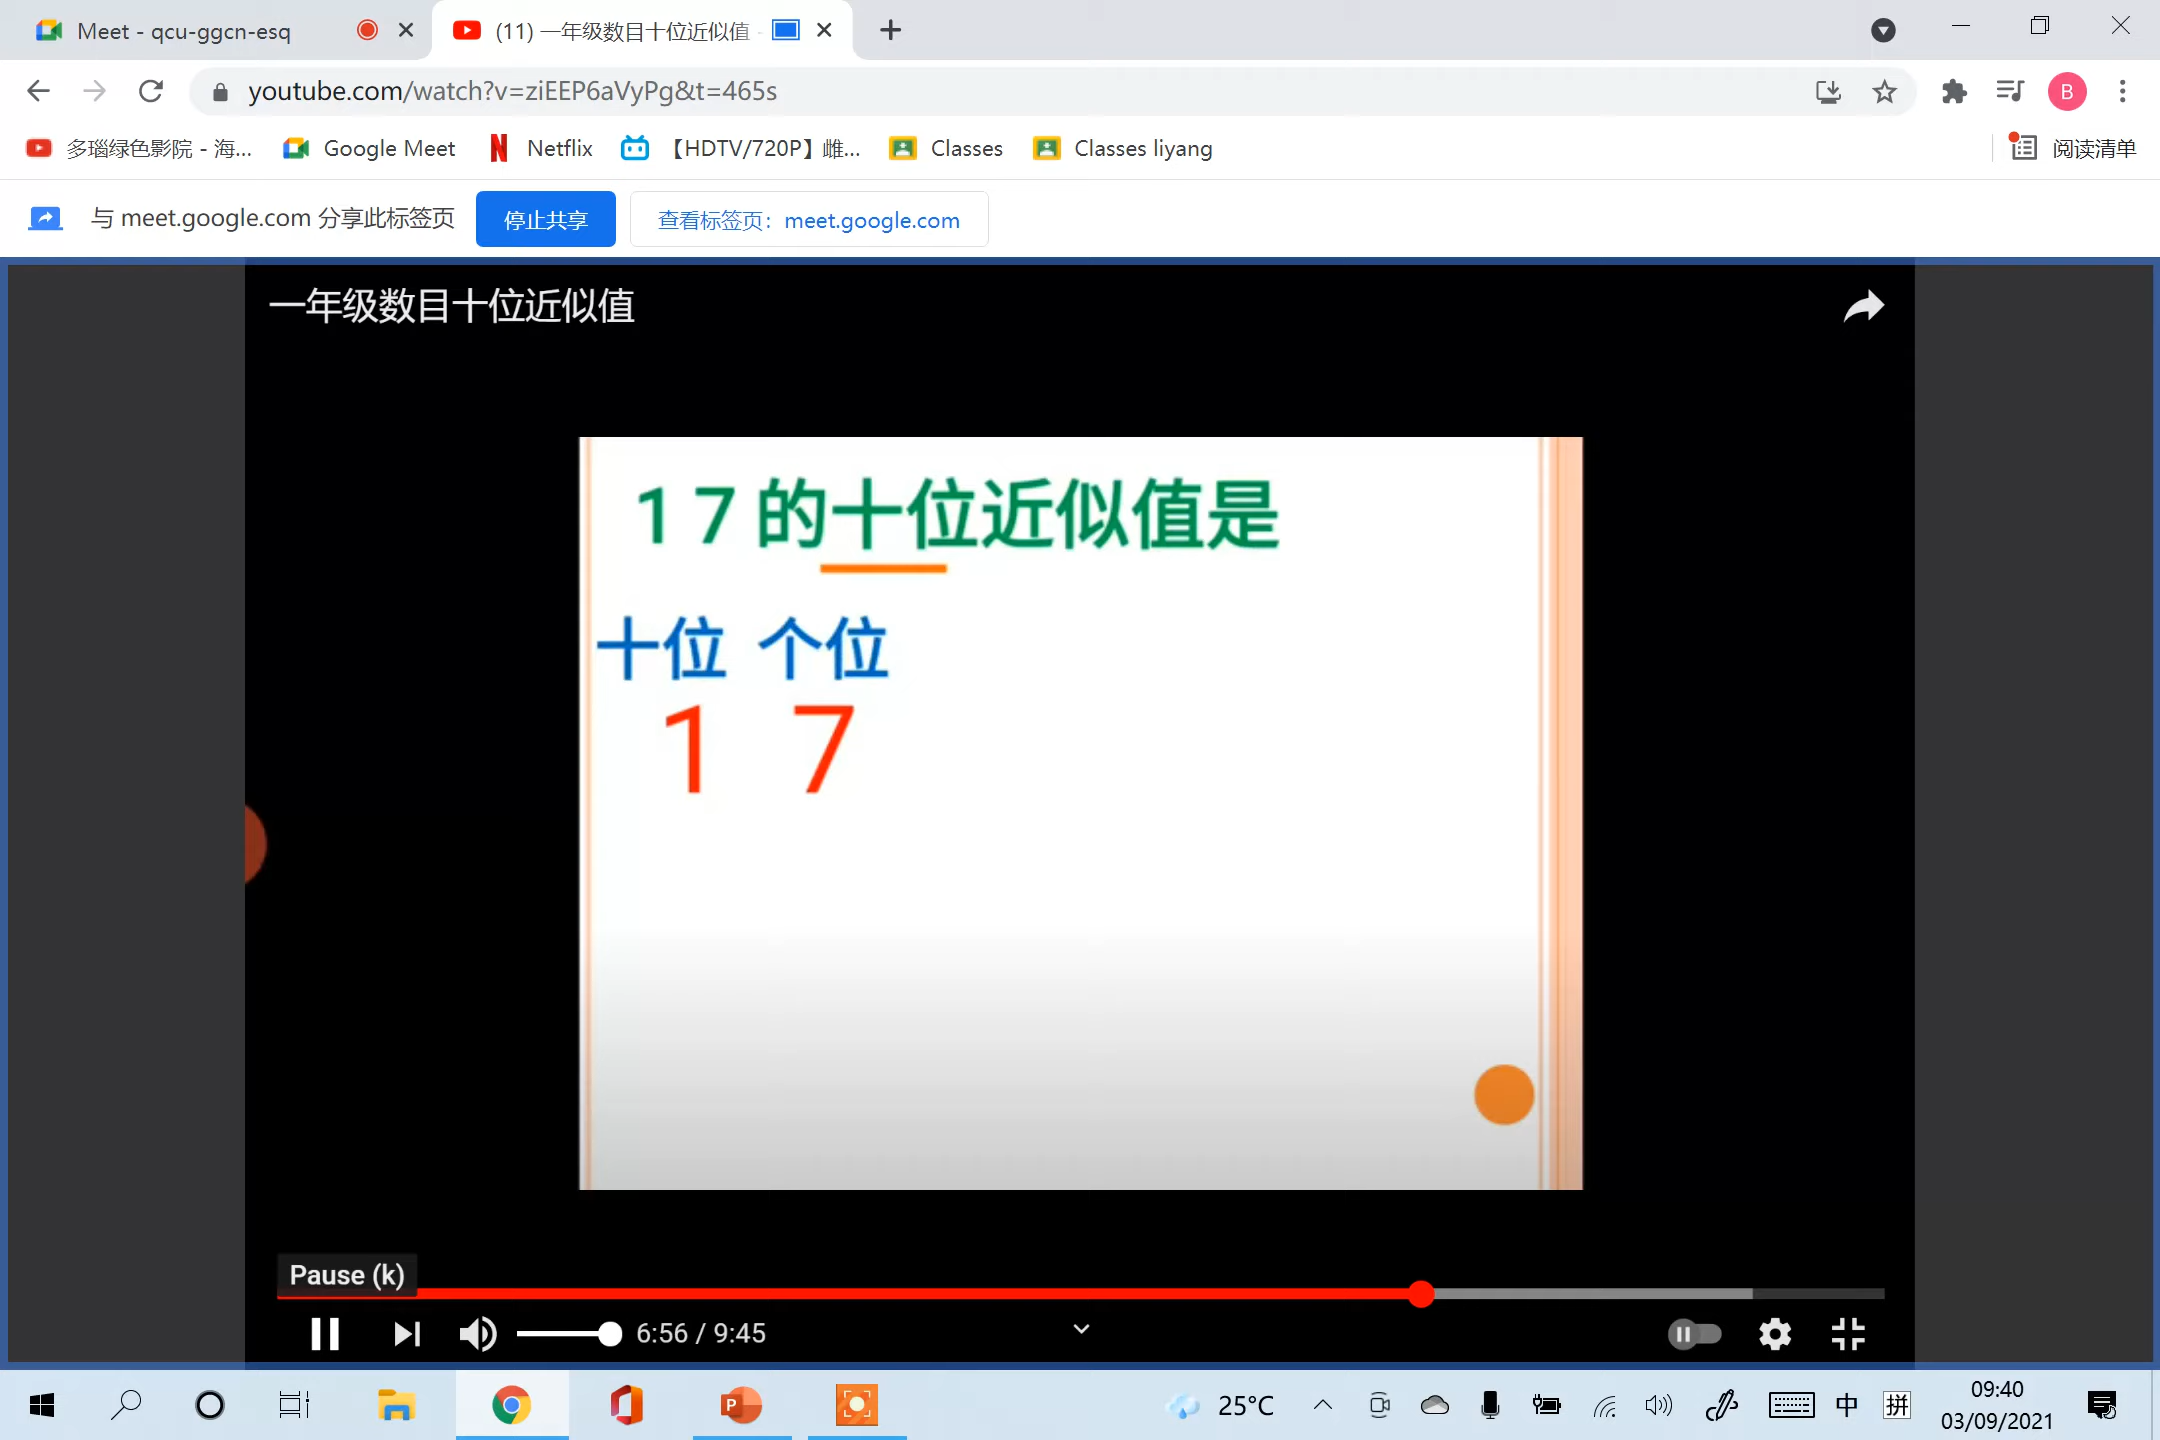 Meet - qcu-ggcn-esq
(11) 一年级数目十位近似值 -
youtube.com/watch?v=ziEEP6aVyPg&t=465s
B
多瑙绿色影院 - 海...
Google Meet
Netflix
【HDTV/720P】雌...
Classes
Classes liyang
阅读清单
与 meet.google.com 分享此标签页
停止共享
查看标签页：meet.google.com
一年级数目十位近似值
1 7 的十位近似值是
十位 个位
1 7
Pause (k)
6:56 / 9:45
25°C
中
拼
09:40
03/09/2021